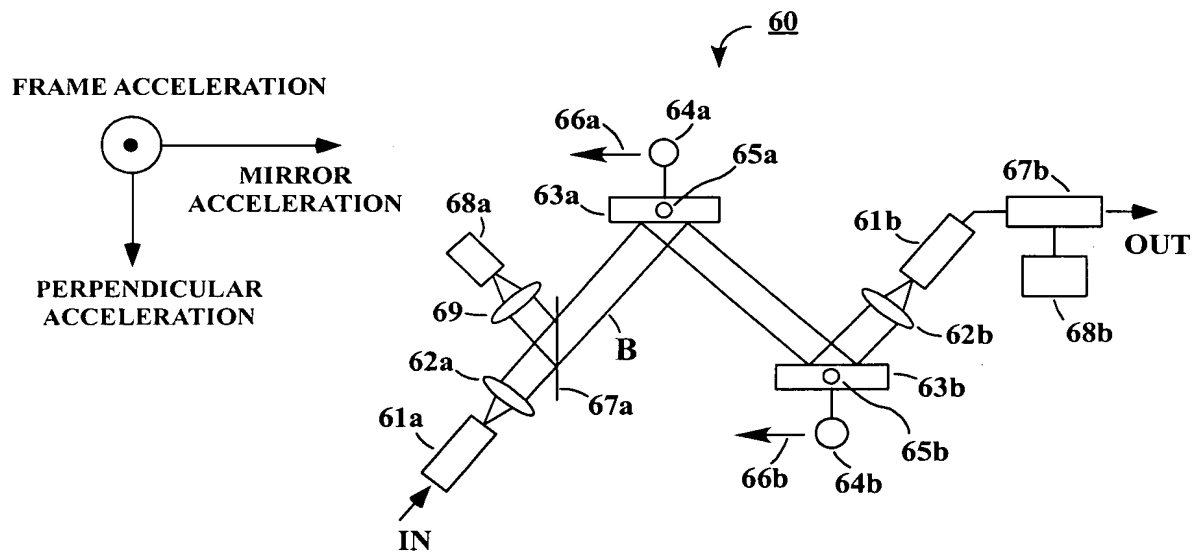 60
FRAME ACCELERATION
MIRROR
ACCELERATION
PERPENDICULAR
ACCELERATION
66a
64a
65a
63a
68a
69
62a
61a
IN
B
67a
67b
61b
OUT
68b
62b
63b
65b
64b
66b